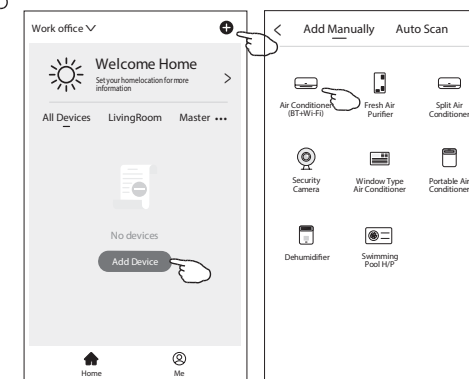 Work office
Welcome Home
Set your home location for more
information
All Devices LivingRoom Master
No devices
Add Device
Home Me
Add Manually Auto Scan
Air Conditioner
(BT+Wi-Fi)
Fresh Air
Purifier
Split Air
Conditioner
Security
Camera
Window Type
Air Conditioner
Portable Air
Conditioner
Dehumidifier
Swimming
Pool H/P